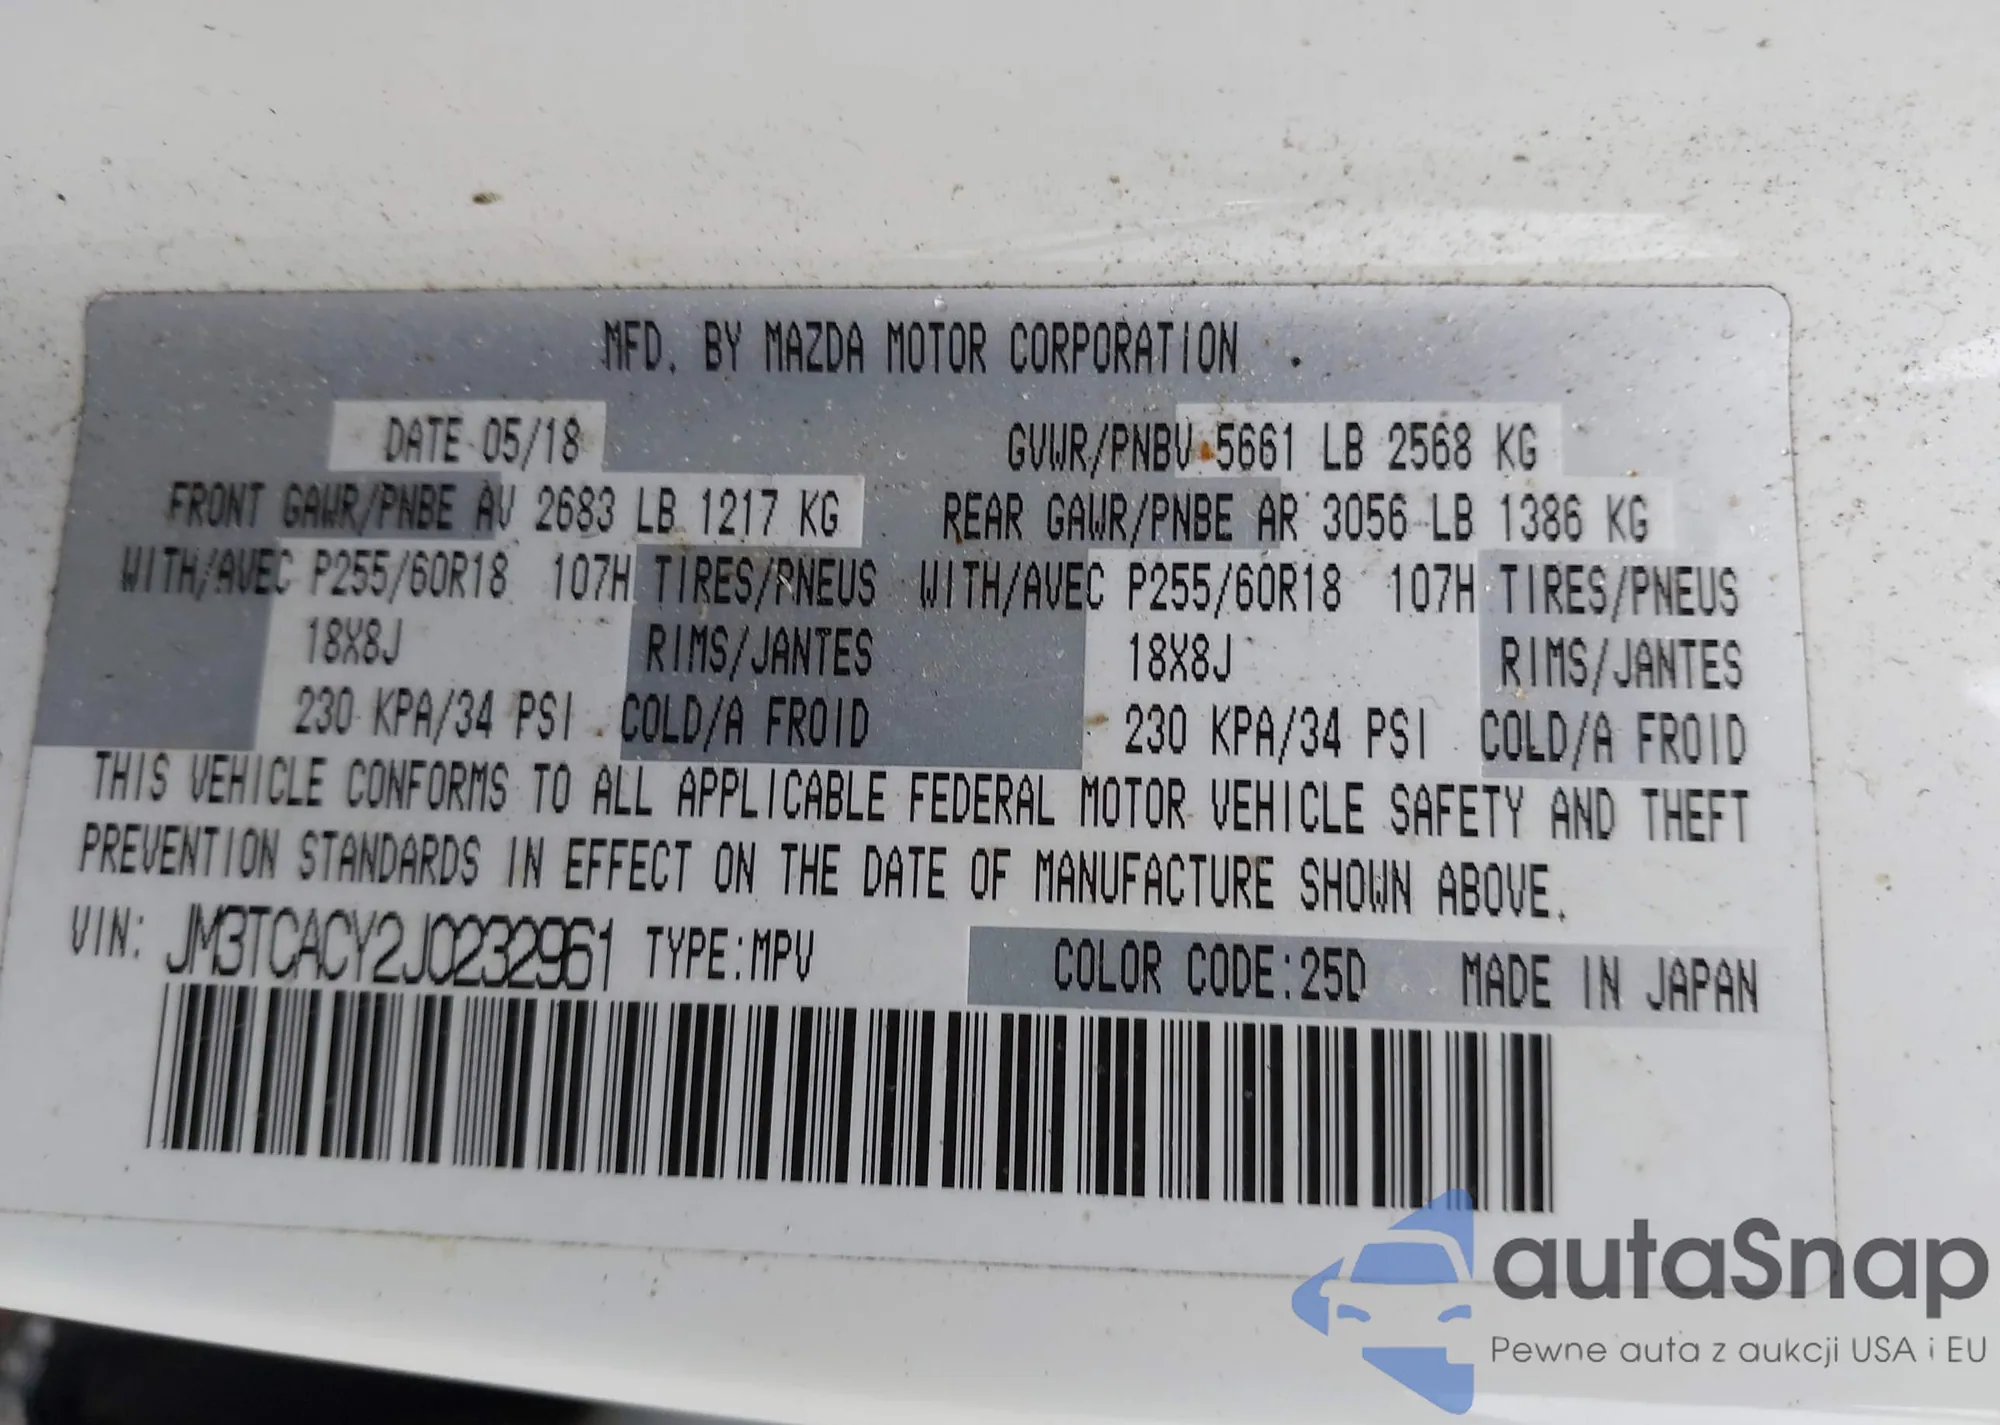 MFD. BY MAZDA MOTOR CORPORATION
DATE 05/18 GVWR/PNBV 5661 LB 2568 KG
FRONT GAWR/PNBE AV 2683 LB 1217 KG REAR GAWR/PNBE AR 3056 LB 1386 KG
WITH/AVEC P255/60R18 107H TIRES/PNEUS WITH/AVEC P255/60R18 107H TIRES/PNEUS
18X8J RIMS/JANTES 18X8J RIMS/JANTES
230 KPA/34 PSI COLD/A FROID 230 KPA/34 PSI COLD/A FROID
THIS VEHICLE CONFORMS TO ALL APPLICABLE FEDERAL MOTOR VEHICLE SAFETY AND THEFT
PREVENTION STANDARDS IN EFFECT ON THE DATE OF MANUFACTURE SHOWN ABOVE.
VIN: JM3TCACY2J0232961 TYPE:MPV COLOR CODE:25D MADE IN JAPAN
autaSnap
Pewne auta z aukcji USA i EU